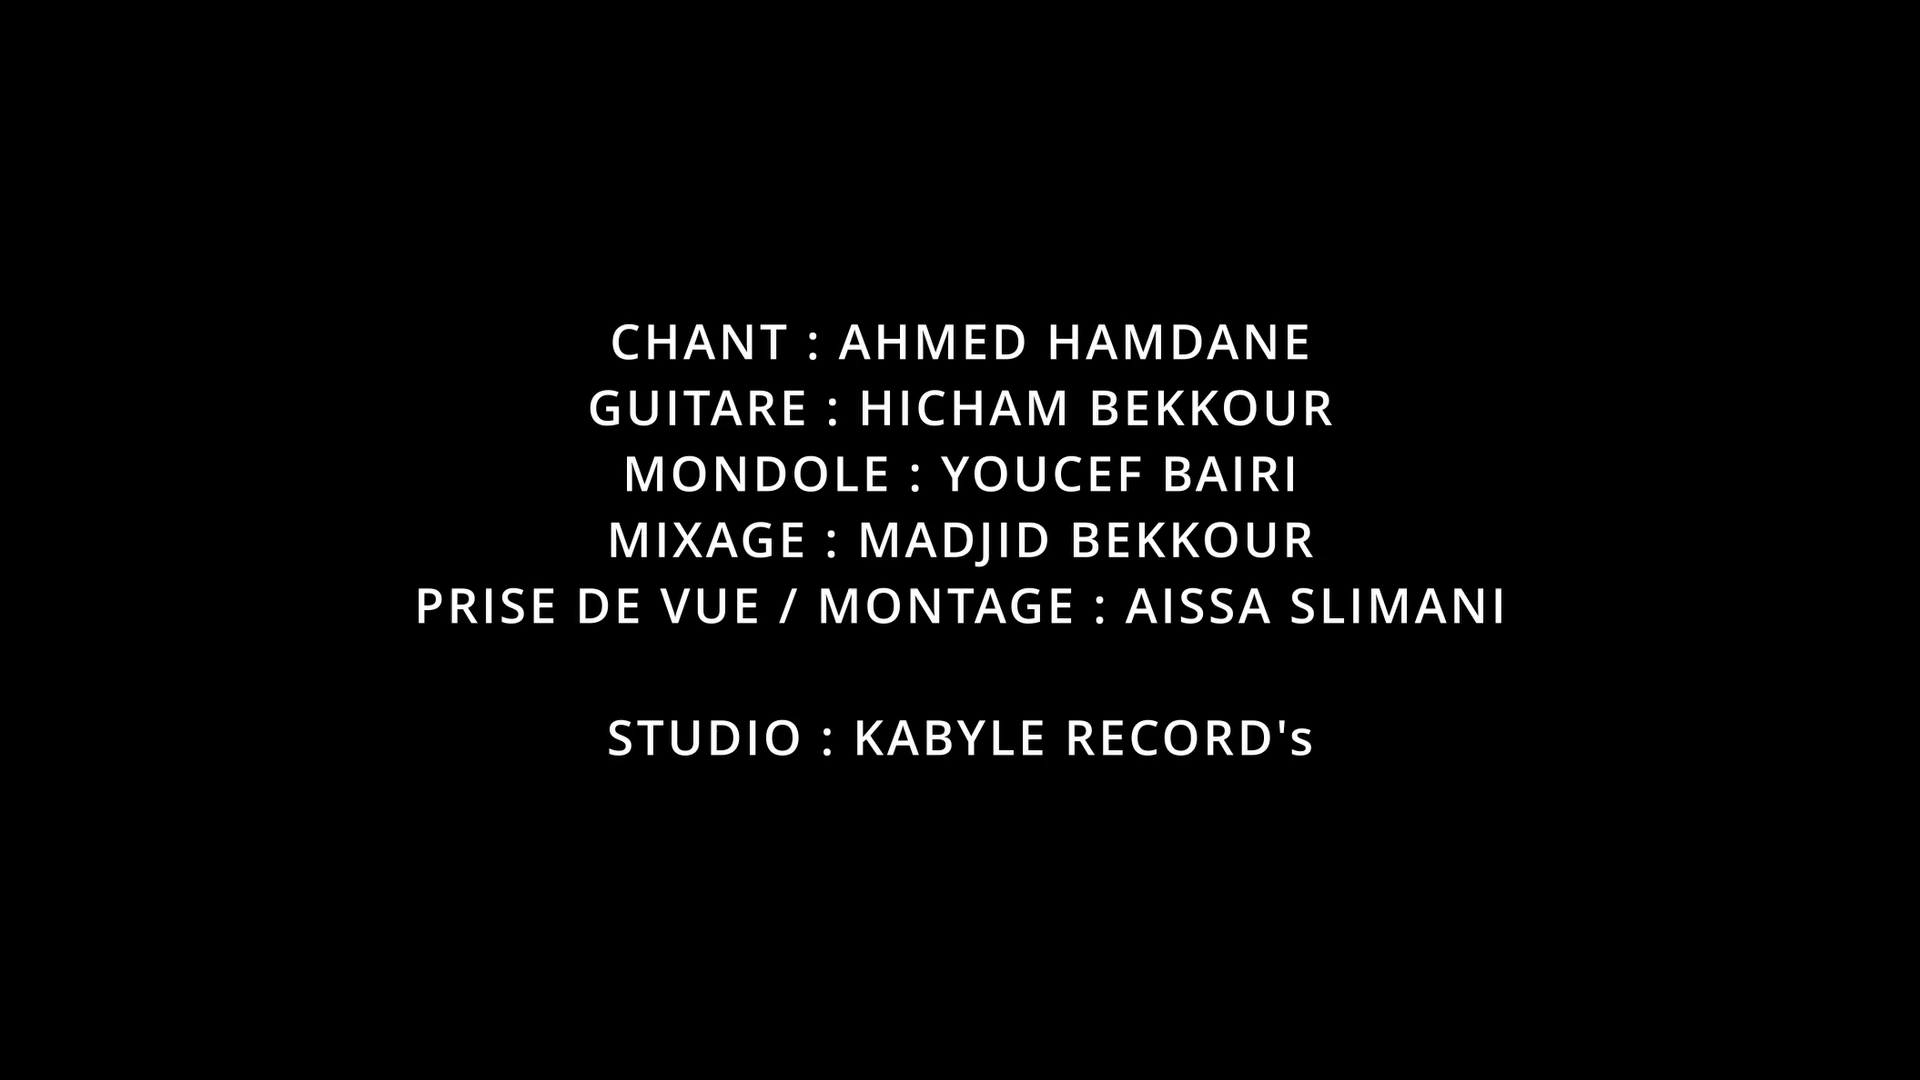 CHANT : AHMED HAMDANE
GUITARE : HICHAM BEKKOUR
MONDOLE : YOUCEF BAIRI
MIXAGE : MADJID BEKKOUR
PRISE DE VUE / MONTAGE : AISSA SLIMANI
STUDIO : KABYLE RECORD's